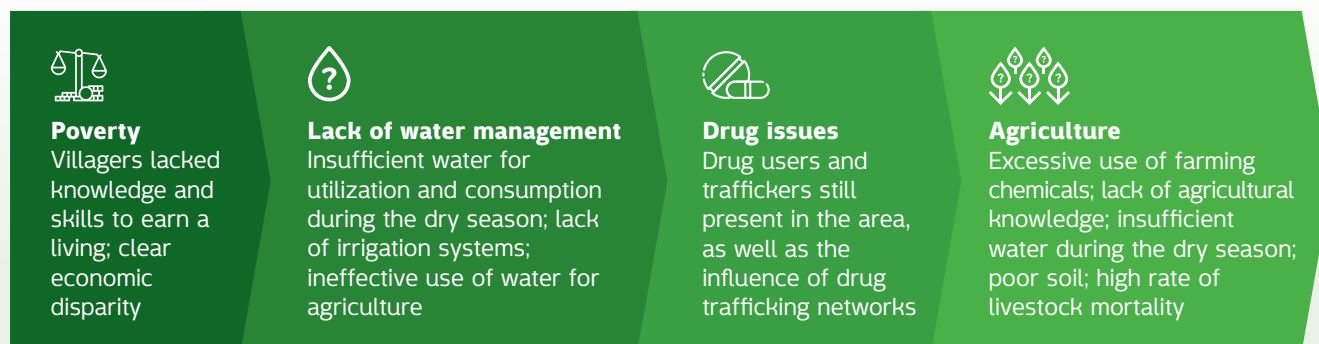 Poverty
Villagers lacked
knowledge and
skills to earn a
living; clear
economic
disparity
?
Lack of water management
Insufficient water for
utilization and consumption
during the dry season; lack
of irrigation systems;
ineffective use of water for
agriculture
Drug issues
Drug users and
traffickers still
present in the area,
as well as the
influence of drug
trafficking networks
? ?
? ? ?
Agriculture
Excessive use of farming
chemicals; lack of agricultural
knowledge; insufficient
water during the dry season;
poor soil; high rate of
livestock mortality